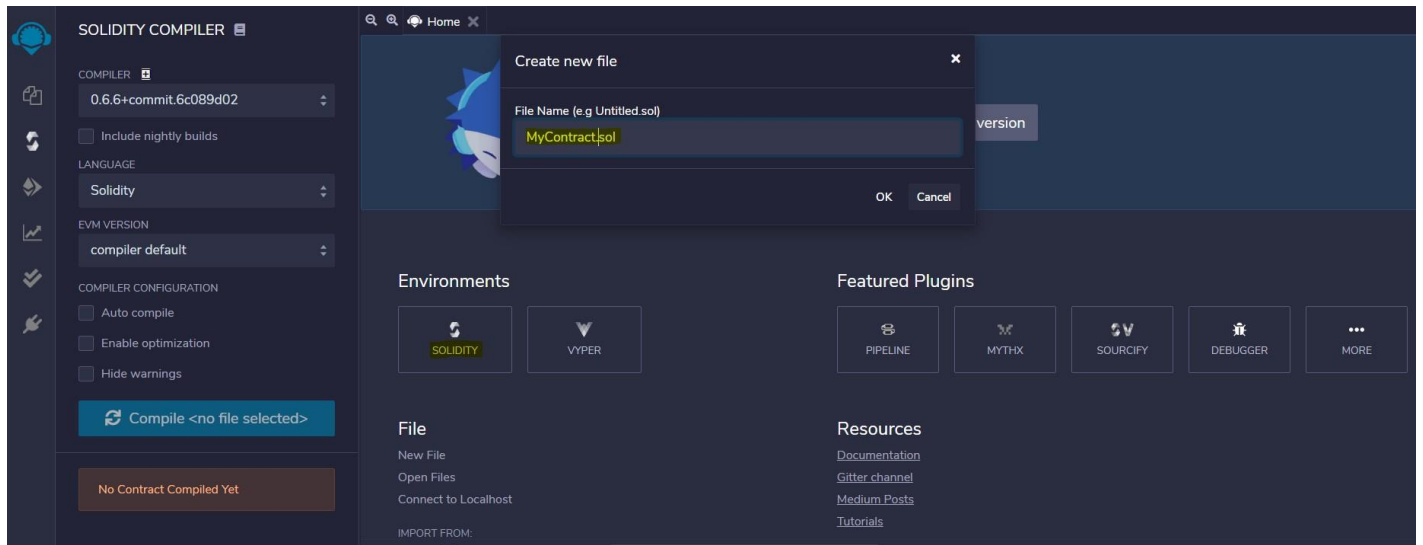 SOLIDITY COMPILER
COMPILER
0.6.6+commit.6c089d02
Include nightly builds
LANGUAGE
Solidity
EVM VERSION
compiler default
COMPILER CONFIGURATION
Auto compile
Enable optimization
Hide warnings
Compile <no file selected>
No Contract Compiled Yet
Home
Create new file
File Name (e.g Untitled.sol)
MyContract.sol
OK Cancel
version
Environments
SOLIDITY
VYPER
Featured Plugins
PIPELINE
MYTHX
SOURCIFY
DEBUGGER
MORE
File
New File
Open Files
Connect to Localhost
IMPORT FROM:
Resources
Documentation
Gitter channel
Medium Posts
Tutorials